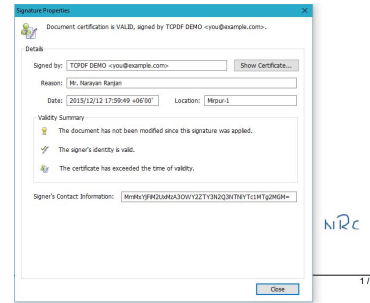 Signature Properties
Document certification is VALID, signed by TCPDF DEMO <you@example.com>.
Details
Signed by: TCPDF DEMO <you@example.com> Show Certificate...
Reason: Mr. Narayan Ranjan
Date: 2015/12/12 17:59:49 +06'00' Location: Mirpur-1
Validity Summary
The document has not been modified since this signature was applied.
The signer's identity is valid.
The certificate has exceeded the time of validity.
Signer's Contact Information:
NRC
1 /
Close